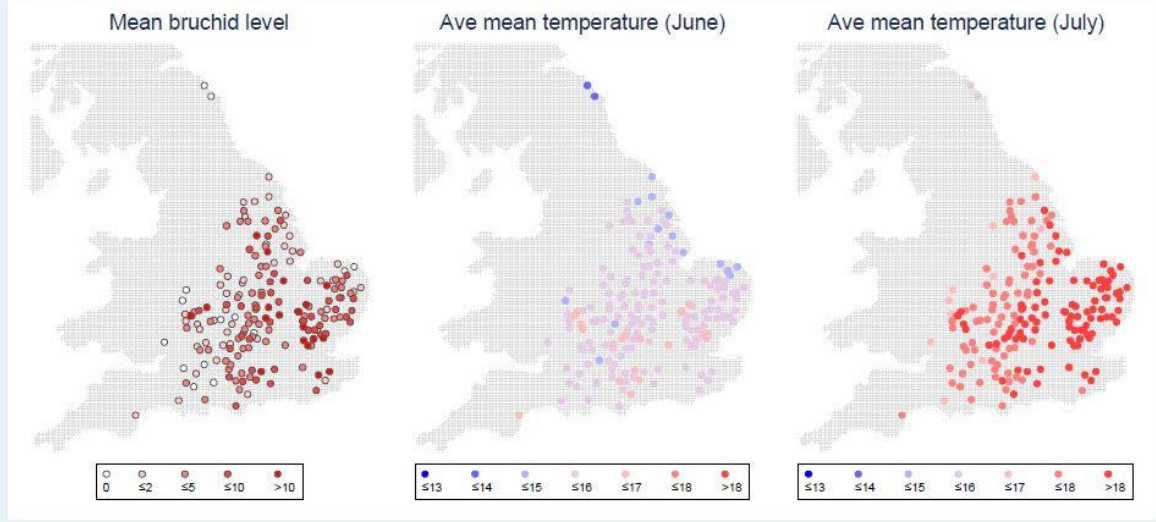 Mean bruchid level
Ave mean temperature (June)
Ave mean temperature (July)
0 ≤2 ≤5 ≤10 >10
≤13 ≤14 ≤15 ≤16 ≤17 ≤18 >18
≤13 ≤14 ≤15 ≤16 ≤17 ≤18 >18